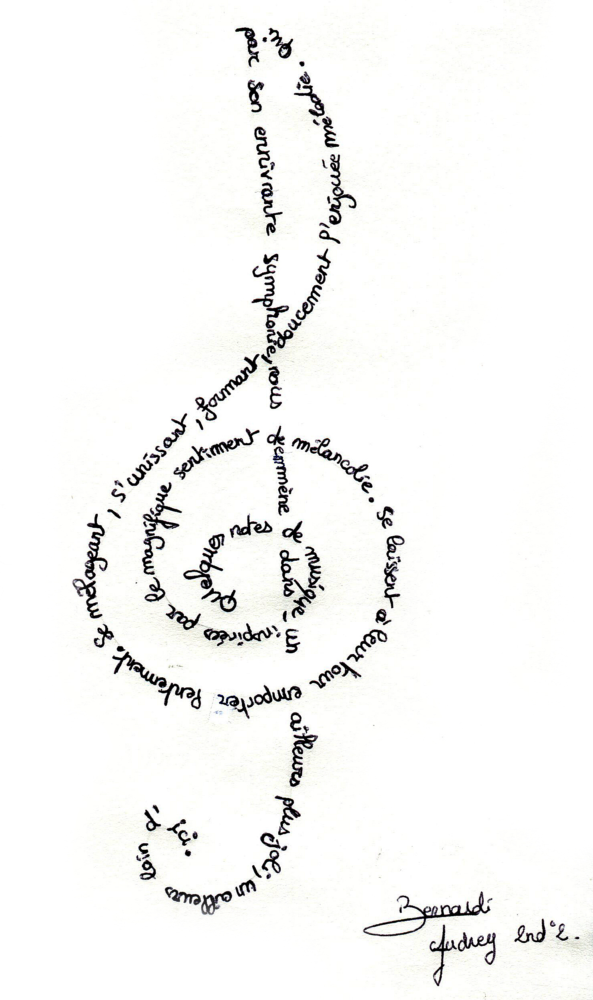 Quelques notes de musique inspirées par le magnifique sentiment de mélancolie. Se laissent à leur tour emporter lentement. Se mélageant, s'unissant, formant doucement l'enjouée mélodie. Qui par son enivrante symphonie, nous emmène dans un ailleurs plus joli, un ailleurs loin d'ici.
Bernardi
Audrey 2nd°2.